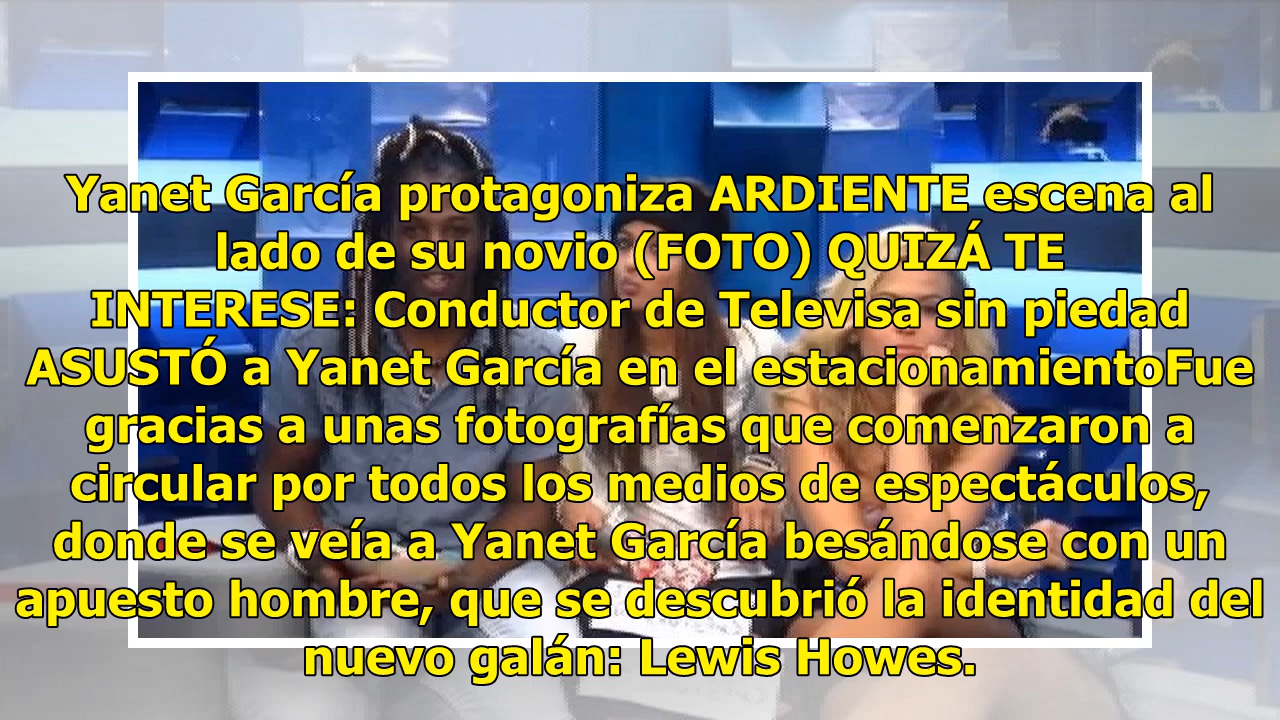 Yanet García protagoniza ARDIENTE escena al
lado de su novio (FOTO) QUIZÁ TE
INTERESE: Conductor de Televisa sin piedad
ASUSTÓ a Yanet García en el estacionamientoFue
gracias a unas fotografías que comenzaron a
circular por todos los medios de espectáculos,
donde se veía a Yanet García besándose con un
apuesto hombre, que se descubrió la identidad del
nuevo galán: Lewis Howes.